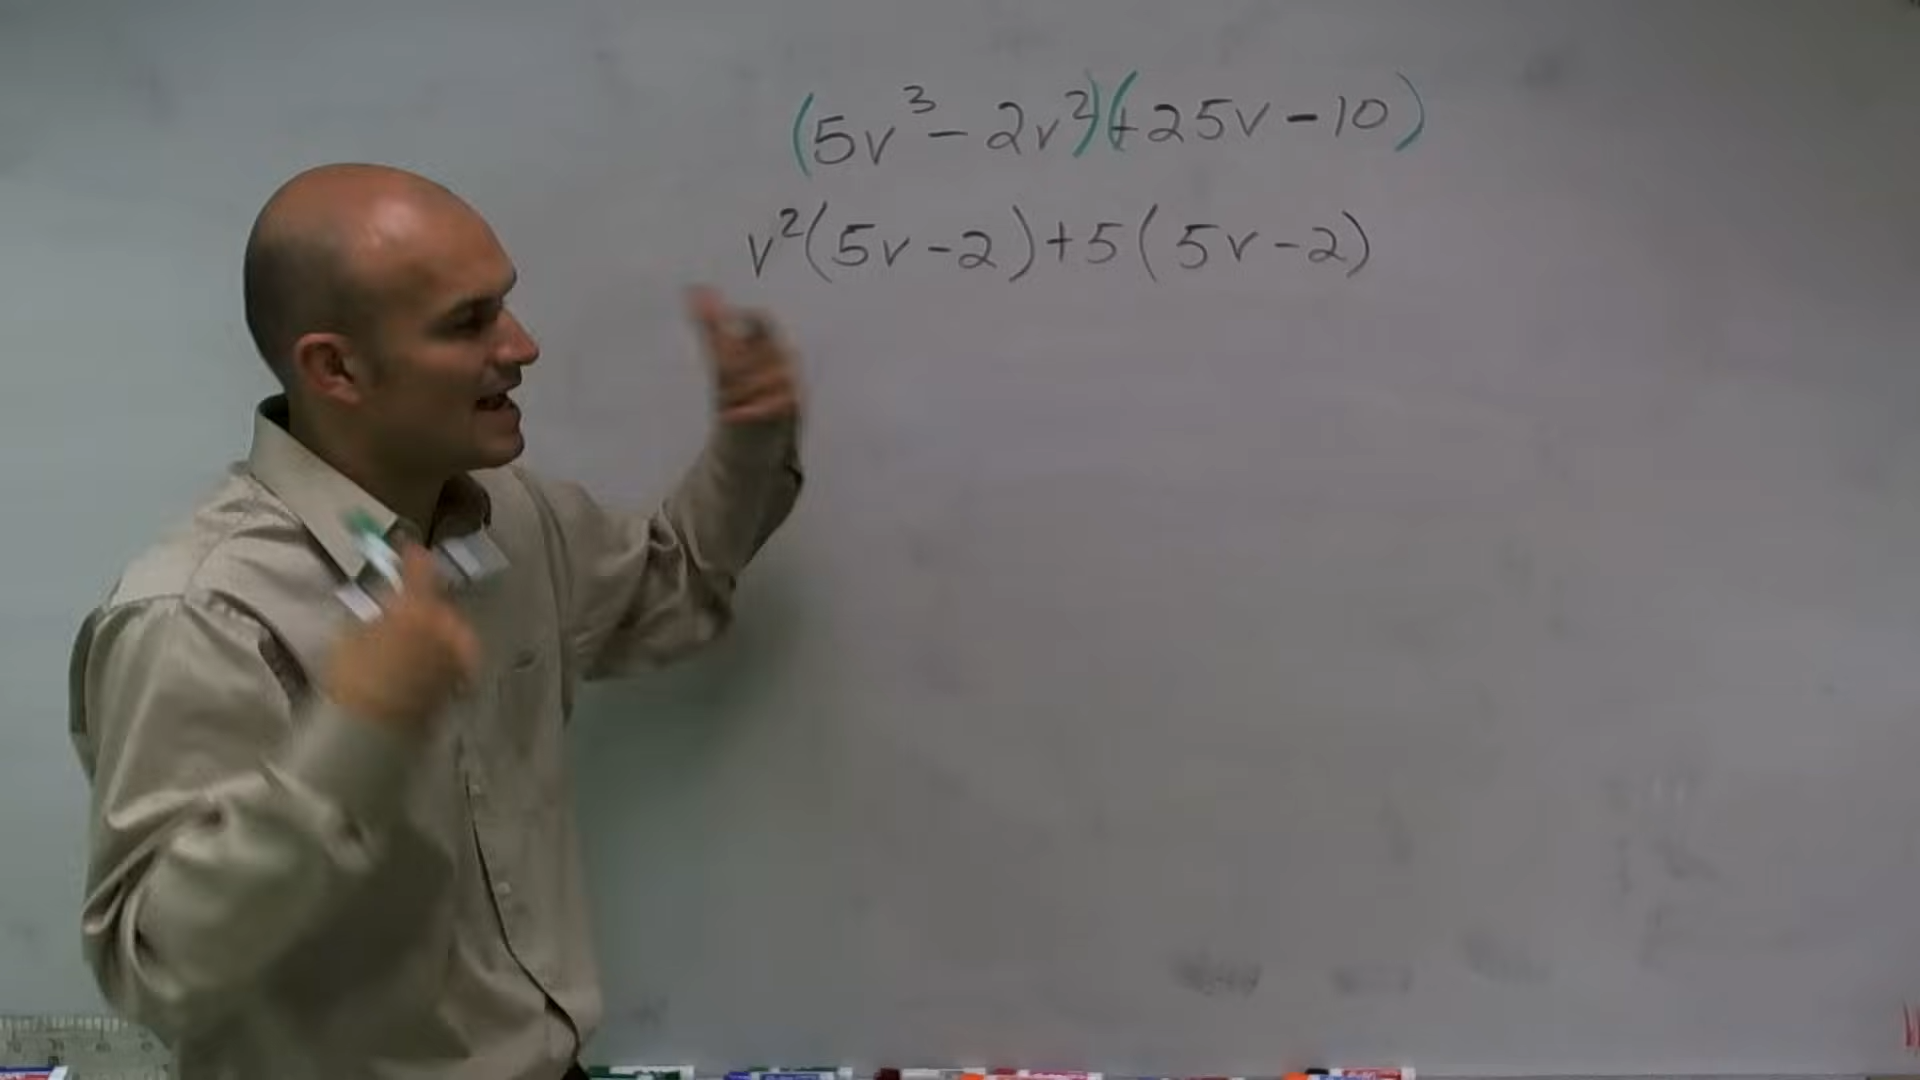 (5v³ - 2v²)(+25v - 10)
v²(5v - 2) + 5(5v - 2)